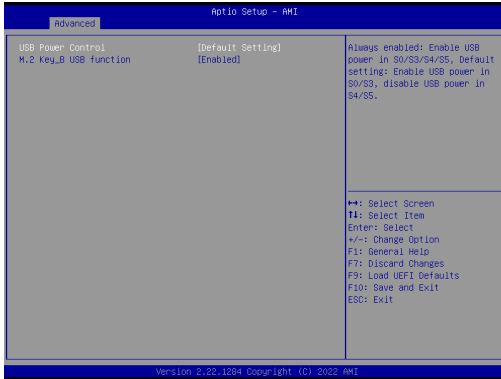 Aptio Setup - AMI
Advanced
USB Power Control [Default Setting]
M.2 Key_B USB function [Enabled]
Always enabled: Enable USB
power in S0/S3/S4/S5, Default
setting: Enable USB power in
S0/S3, disable USB power in
S4/S5.
↔: Select Screen
↑↓: Select Item
Enter: Select
+/-: Change Option
F1: General Help
F7: Discard Changes
F9: Load UEFI Defaults
F10: Save and Exit
ESC: Exit
Version 2.22.1284 Copyright (C) 2022 AMI